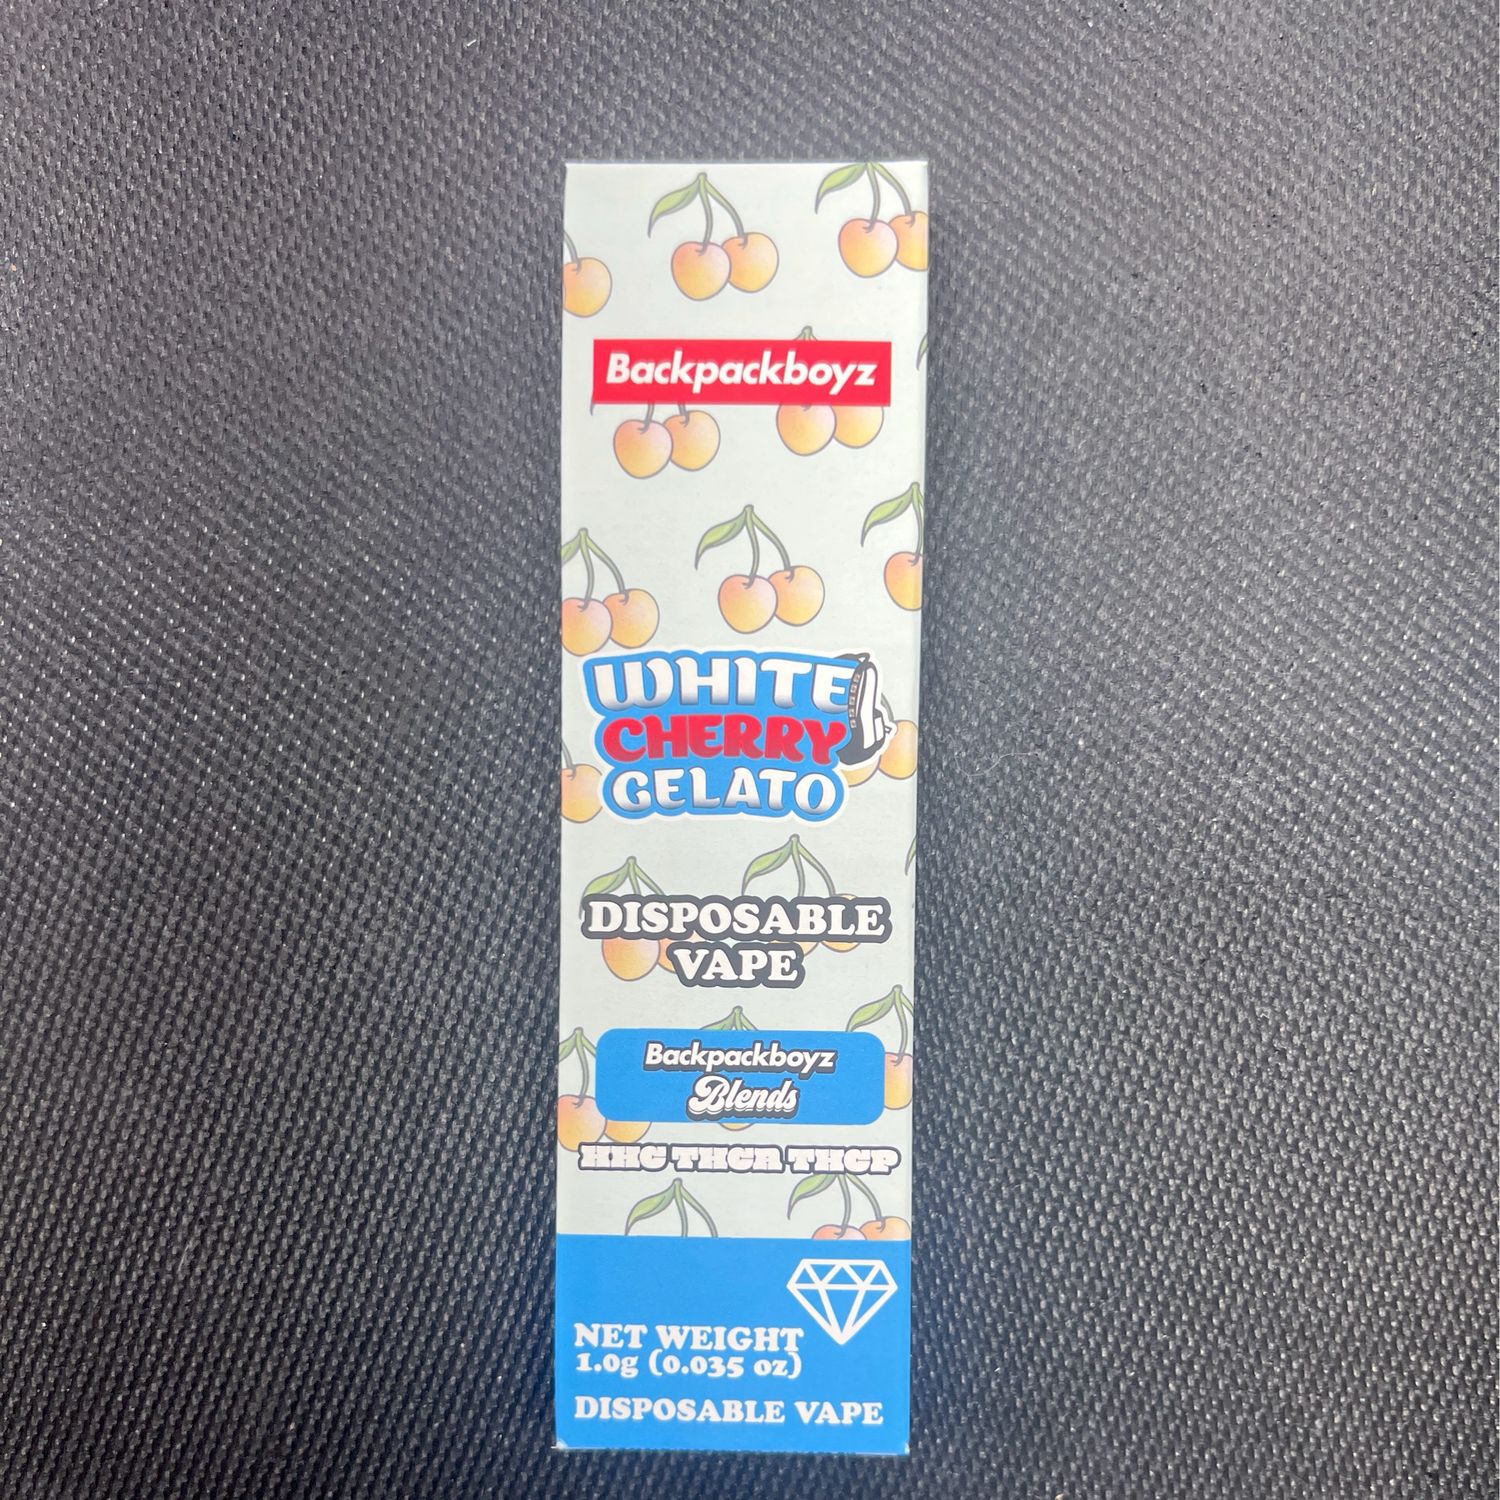 Backpackboyz
WHITE
CHERRY
GELATO
DISPOSABLE
VAPE
Backpackboyz
Blends
HHC THCR THCP
NET WEIGHT
1.0g (0.035 oz)
DISPOSABLE VAPE